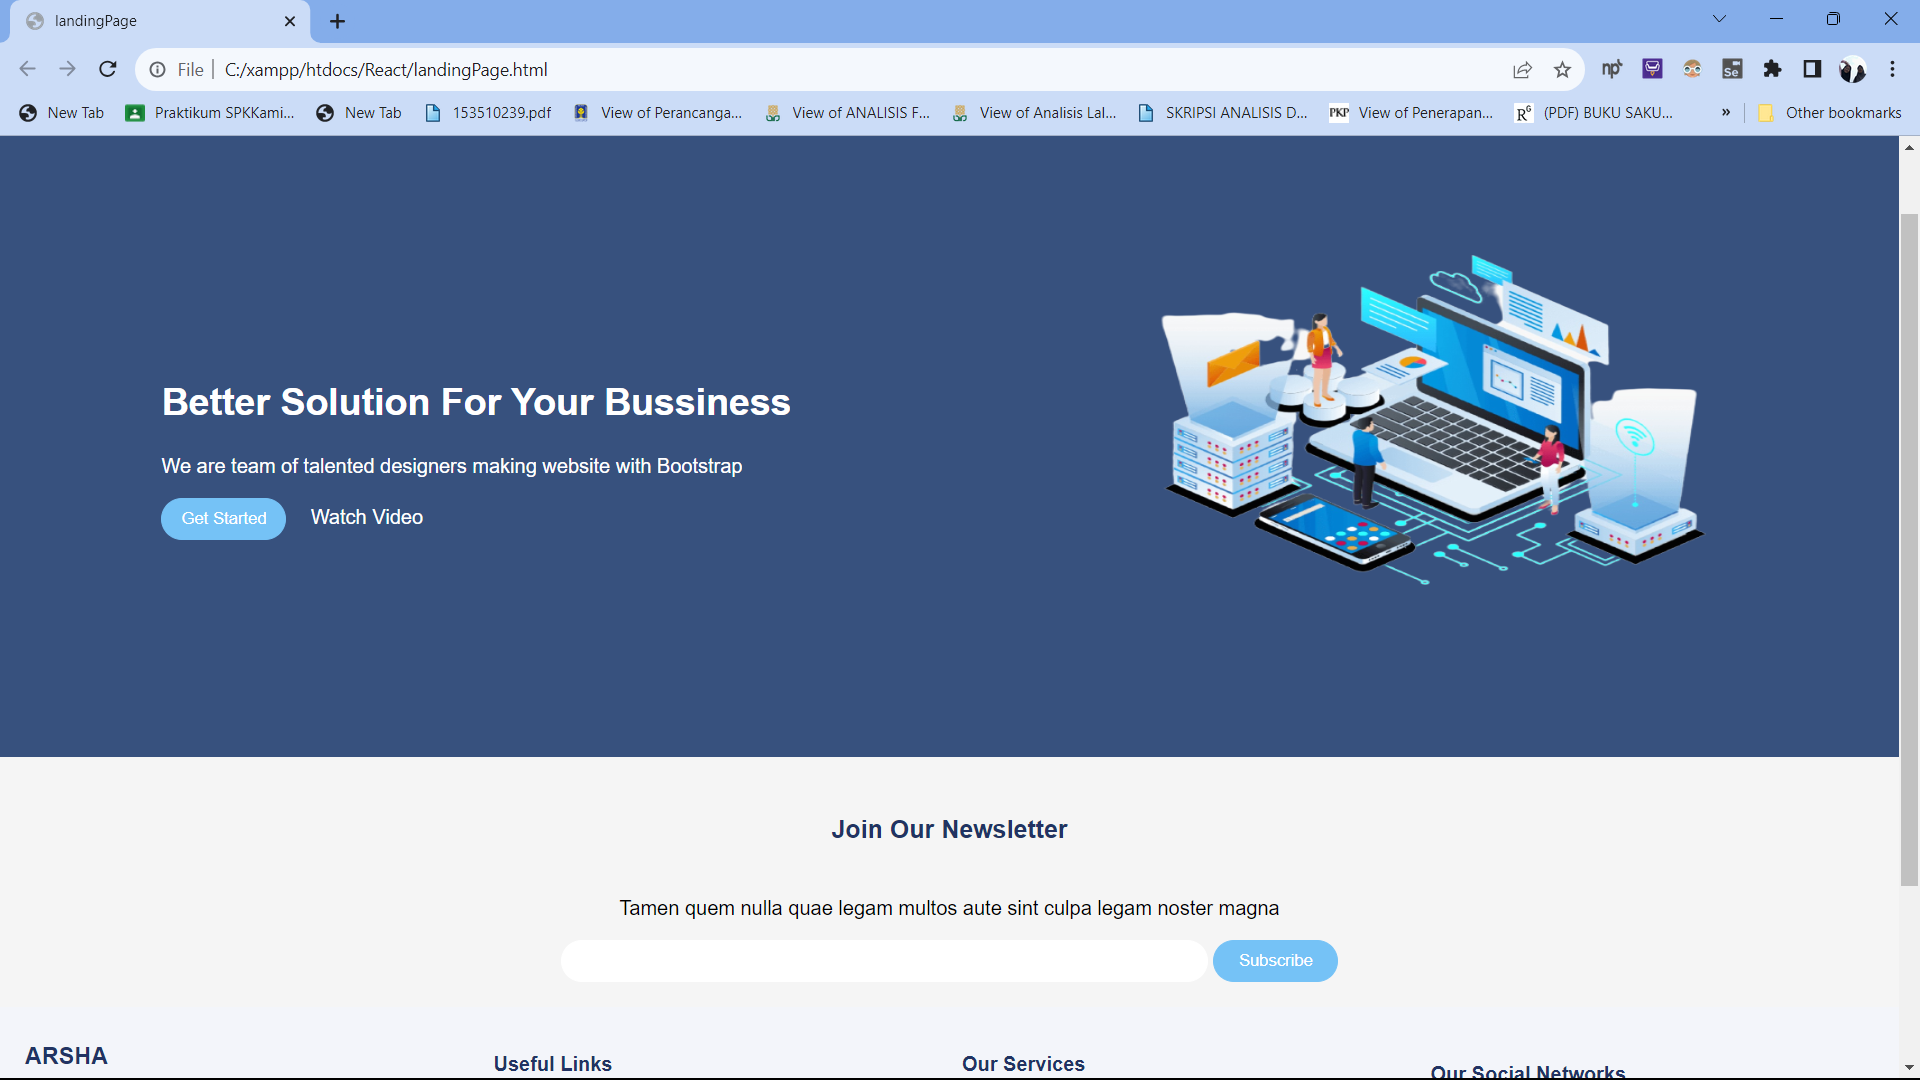 landingPage
File
C:/xampp/htdocs/React/landingPage.html
New Tab
Praktikum SPKKami...
New Tab
153510239.pdf
View of Perancanga...
View of ANALISIS F...
View of Analisis Lal...
SKRIPSI ANALISIS D...
PKP
View of Penerapan...
(PDF) BUKU SAKU...
»
Other bookmarks
Better Solution For Your Bussiness
We are team of talented designers making website with Bootstrap
Get Started
Watch Video
Join Our Newsletter
Tamen quem nulla quae legam multos aute sint culpa legam noster magna
Subscribe
ARSHA
Useful Links
Our Services
Our Social Networks